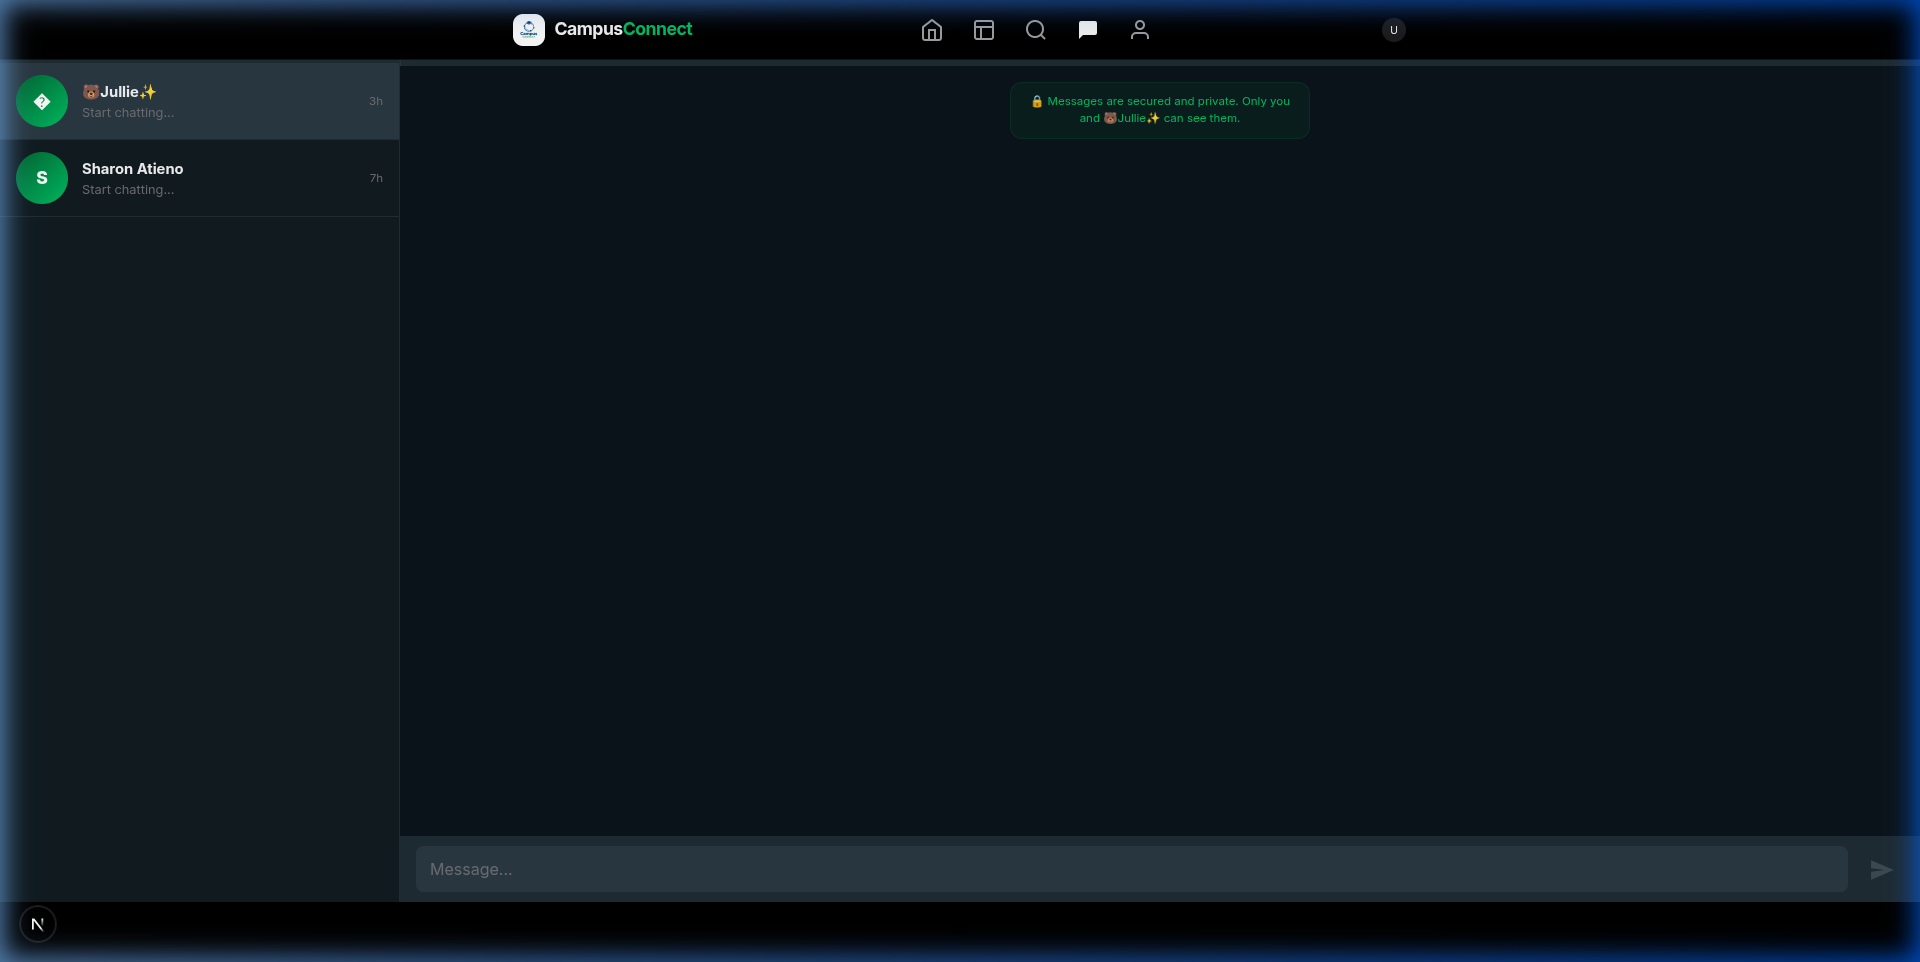 CampusConnect
U
�
🐻Jullie✨
Start chatting...
3h
S
Sharon Atieno
Start chatting...
7h
🔒 Messages are secured and private. Only you
and 🐻Jullie✨ can see them.
Message...
N